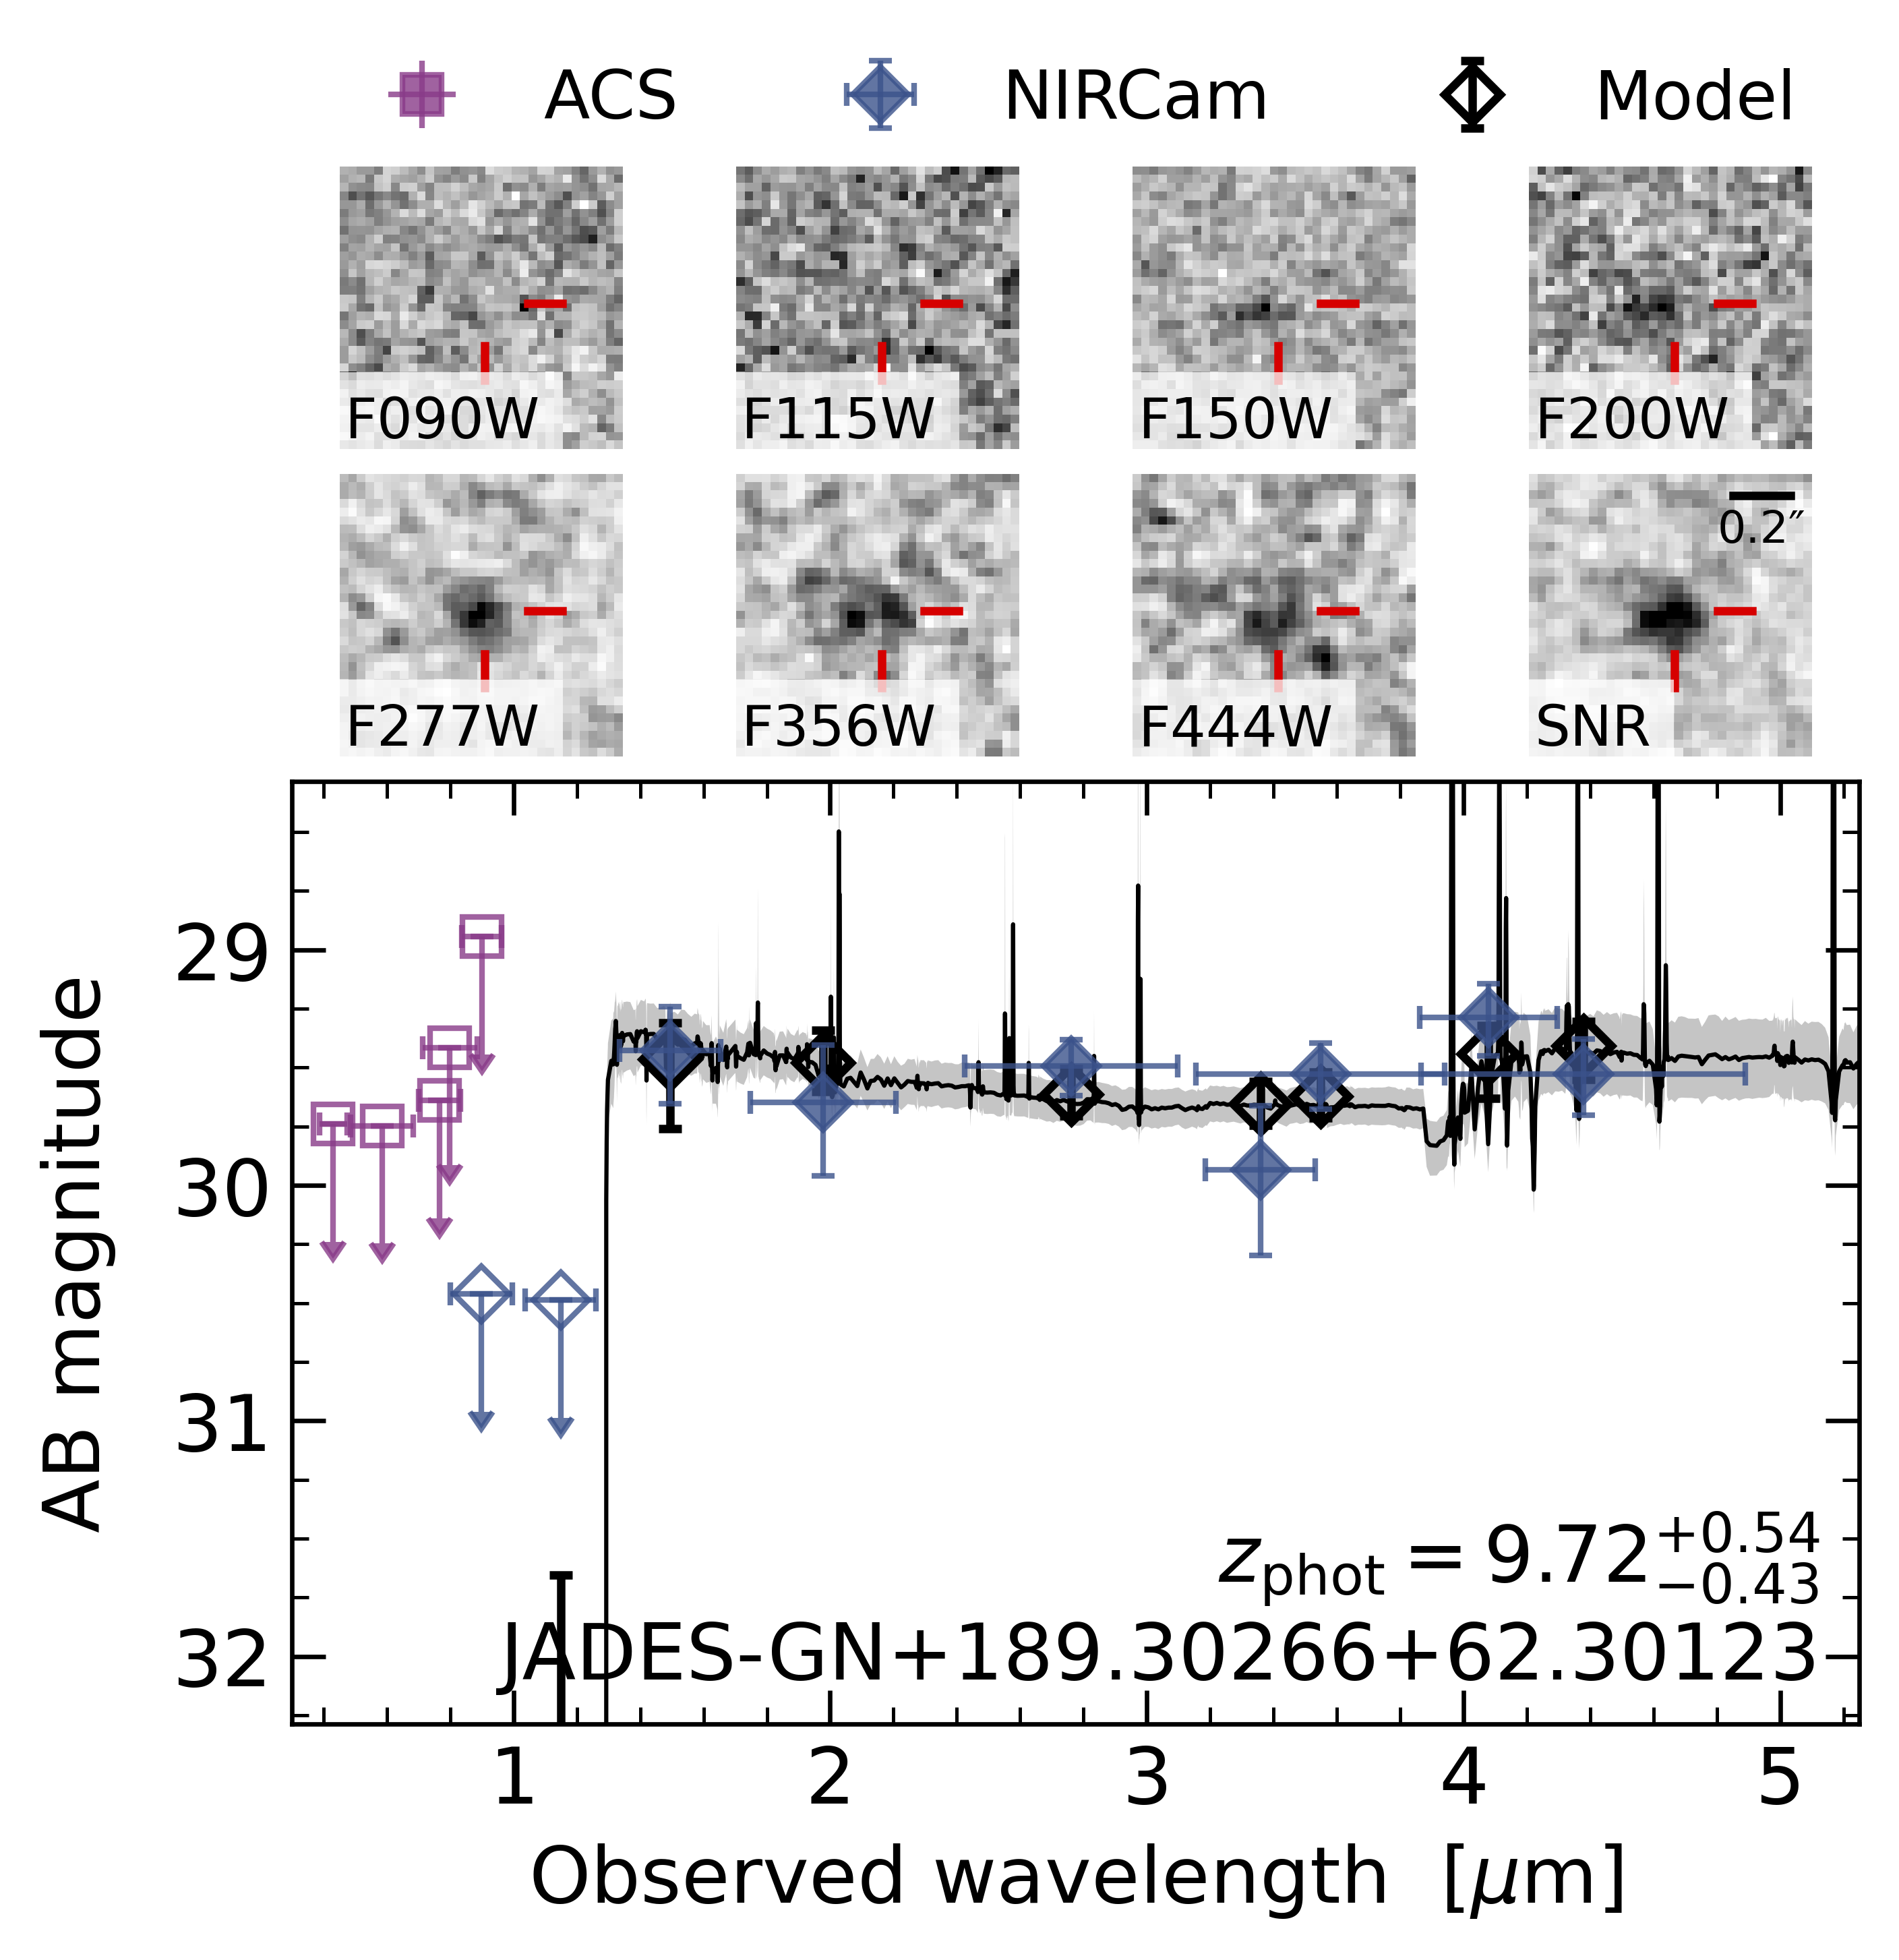 ACS NIRCam Model
F090W F115W F150W F200W
0.2″
F277W F356W F444W SNR
29
30
31
32
AB magnitude
z_phot = 9.72 +0.54 −0.43
JADES-GN+189.30266+62.30123
1 2 3 4 5
Observed wavelength [μm]